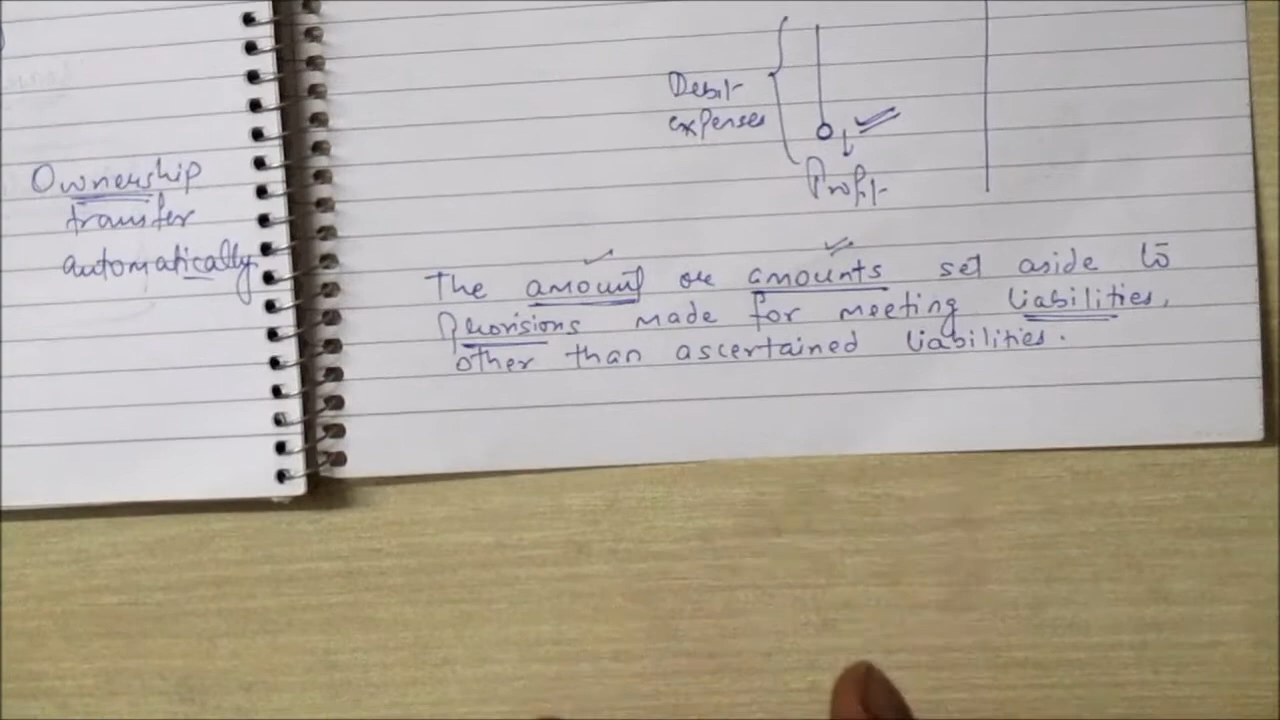 Ownership
transfer
automatically
Debit
expenses
Profit
The amount or amounts set aside to
Provisions made for meeting liabilities,
other than ascertained liabilities.